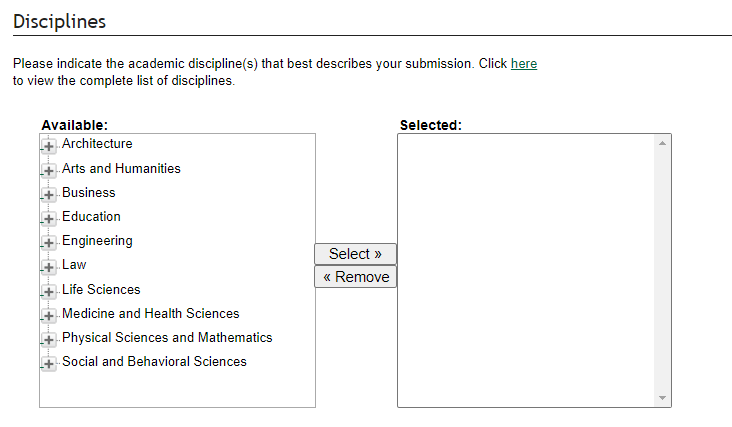 Disciplines
Please indicate the academic discipline(s) that best describes your submission. Click here
to view the complete list of disciplines.
Available:
Architecture
Arts and Humanities
Business
Education
Engineering
Law
Life Sciences
Medicine and Health Sciences
Physical Sciences and Mathematics
Social and Behavioral Sciences
Select »
« Remove
Selected: